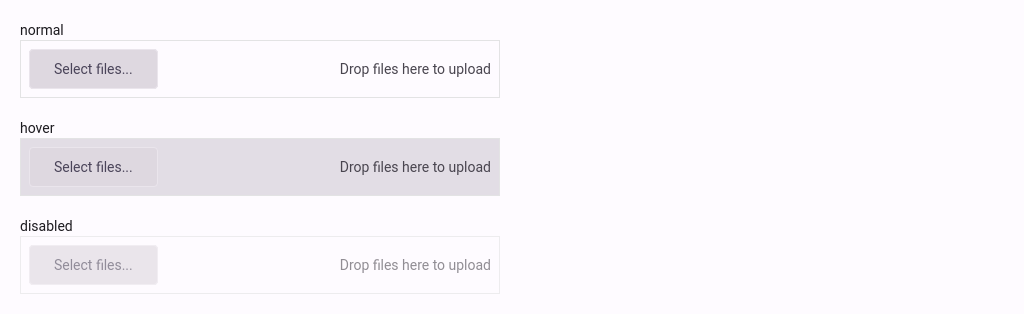 normal
Select files... Drop files here to upload
hover
Select files... Drop files here to upload
disabled
Select files... Drop files here to upload